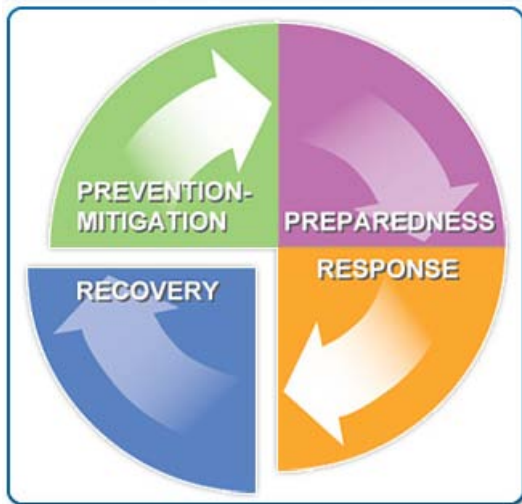 PREVENTION-
MITIGATION
PREPAREDNESS
RESPONSE
RECOVERY